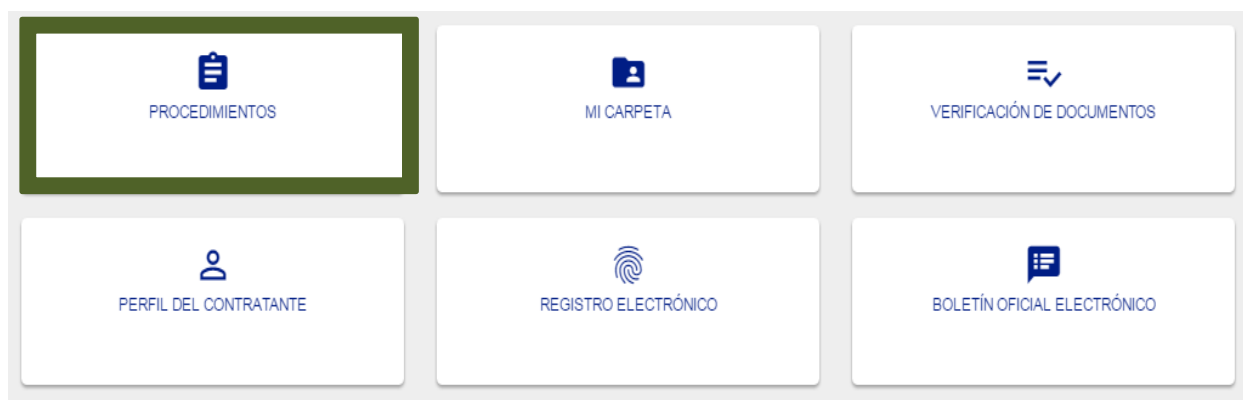 PROCEDIMIENTOS
MI CARPETA
VERIFICACIÓN DE DOCUMENTOS
PERFIL DEL CONTRATANTE
REGISTRO ELECTRÓNICO
BOLETÍN OFICIAL ELECTRÓNICO